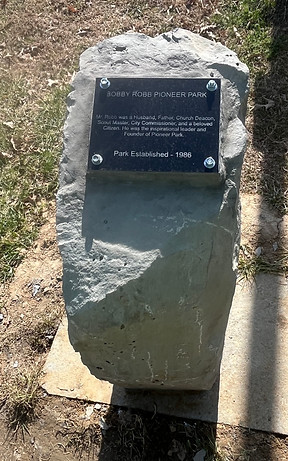 BOBBY ROBB PIONEER PARK
Mr. Robb was a Husband, Father, Church Deacon,
Scout Master, City Commissioner, and a beloved
Citizen. He was the inspirational leader and
Founder of Pioneer Park.
Park Established - 1986